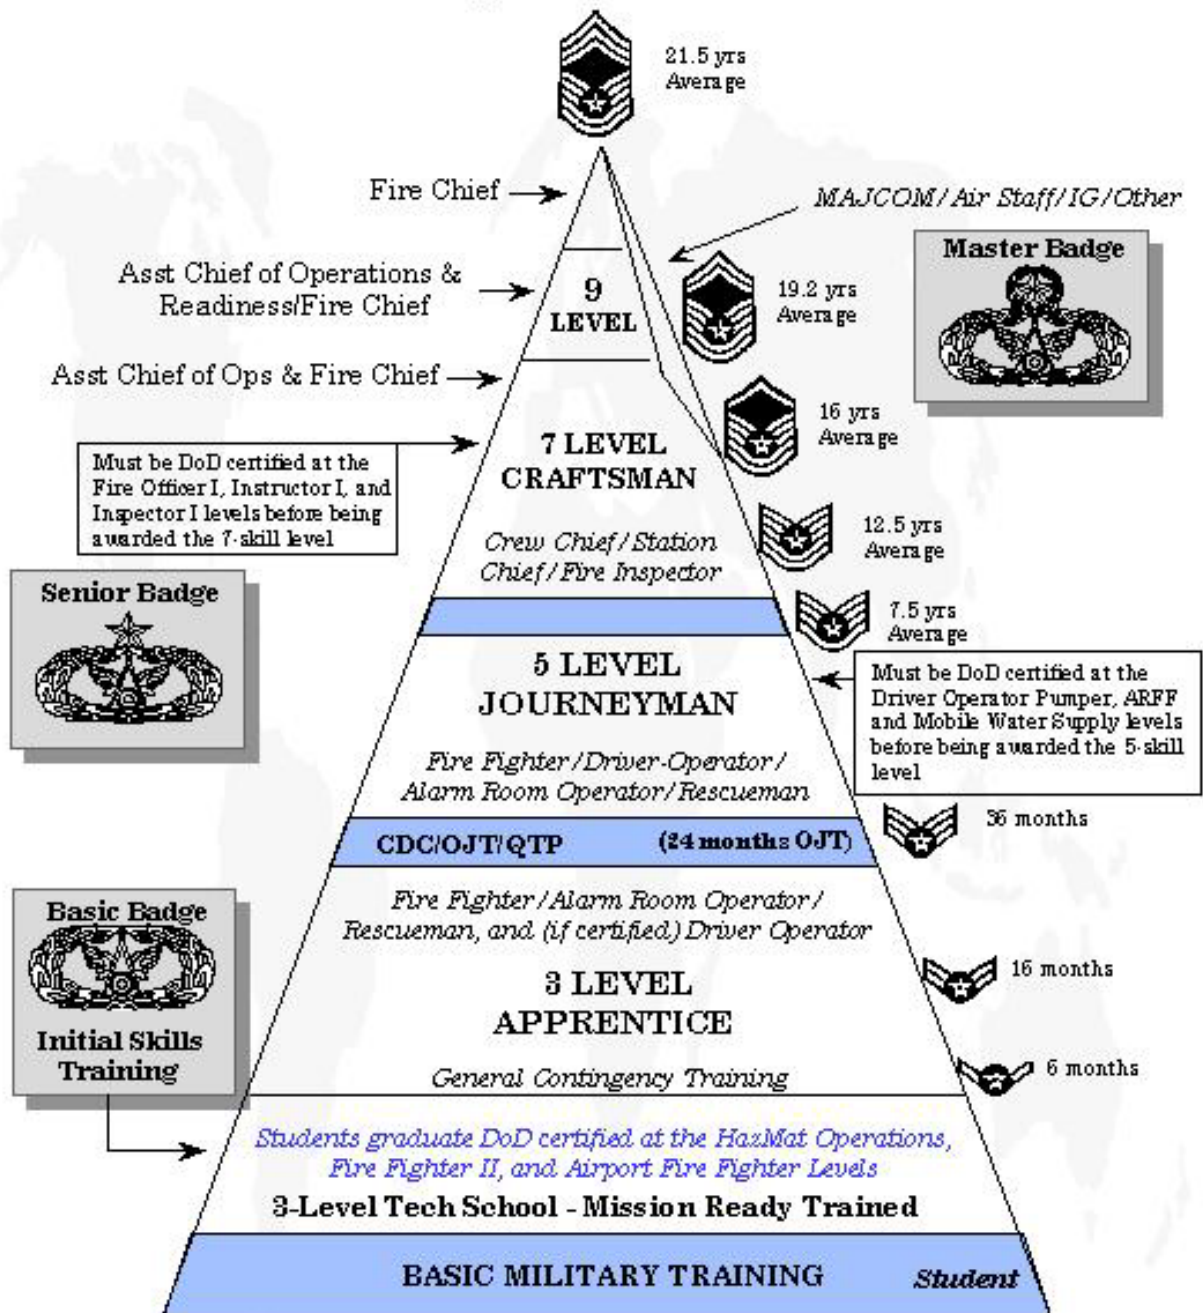 21.5 yrs
Average
Fire Chief
MAJCOM/Air Staff/IG/Other
Master Badge
Asst Chief of Operations &
Readiness/Fire Chief
9
LEVEL
19.2 yrs
Average
Asst Chief of Ops & Fire Chief
16 yrs
Average
7 LEVEL
CRAFTSMAN
Must be DoD certified at the
Fire Officer I, Instructor I, and
Inspector I levels before being
awarded the 7-skill level
12.5 yrs
Average
Crew Chief/Station
Chief/Fire Inspector
Senior Badge
7.5 yrs
Average
5 LEVEL
JOURNEYMAN
Must be DoD certified at the
Driver Operator Pumper, ARFF
and Mobile Water Supply levels
before being awarded the 5-skill
level
Fire Fighter/Driver-Operator/
Alarm Room Operator/Rescueman
36 months
CDC/OJT/QTP (24 months OJT)
Basic Badge
Initial Skills
Training
Fire Fighter/Alarm Room Operator/
Rescueman, and (if certified) Driver Operator
16 months
3 LEVEL
APPRENTICE
6 months
General Contingency Training
Students graduate DoD certified at the HazMat Operations,
Fire Fighter II, and Airport Fire Fighter Levels
3-Level Tech School - Mission Ready Trained
BASIC MILITARY TRAINING Student